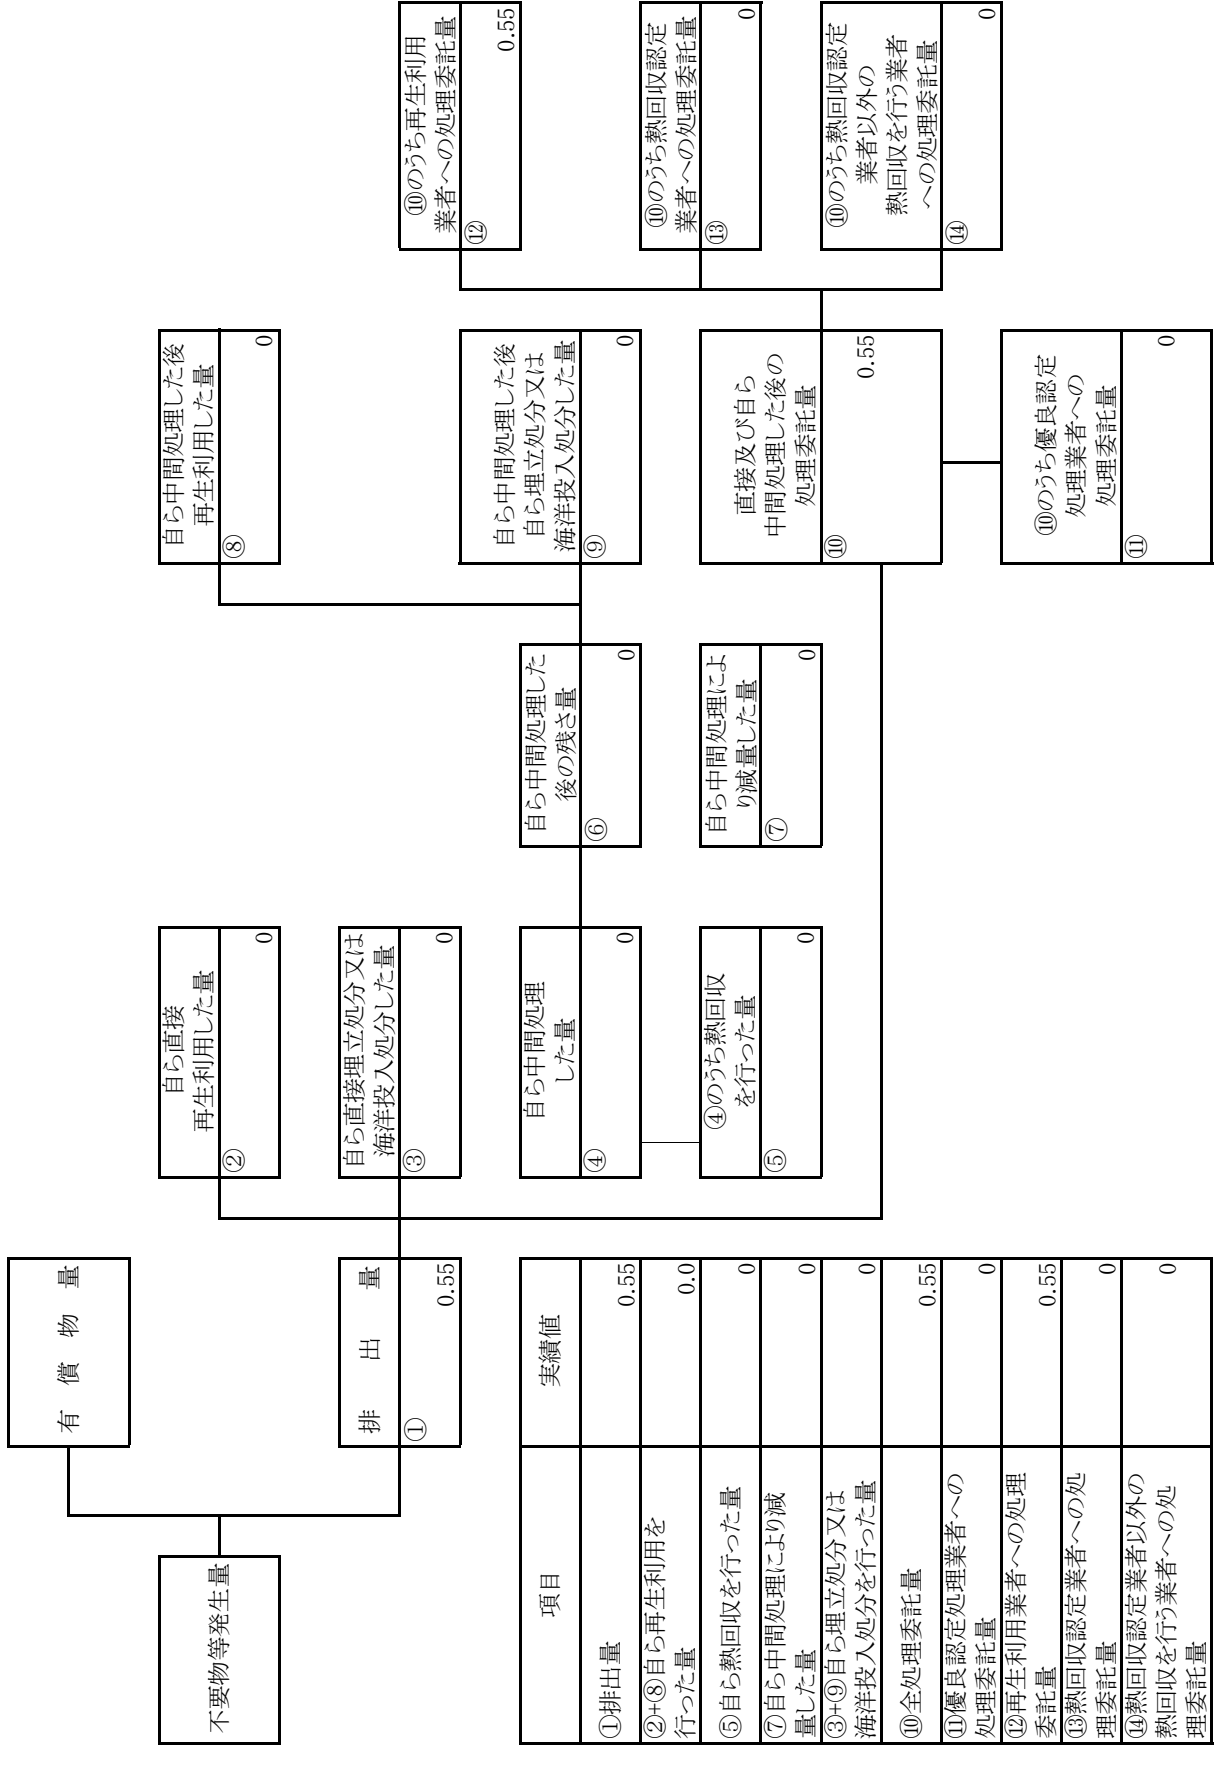 不要物等発生量
有 償 物 量
排 出 量
①
0.55
自ら直接
再生利用した量
②
0
自ら直接埋立処分又は
海洋投入処分した量
③
0
自ら中間処理
した量
④
0
④のうち熱回収
を行った量
⑤
0
自ら中間処理した
後の残さ量
⑥
0
自ら中間処理によ
り減量した量
⑦
0
自ら中間処理した後
再生利用した量
⑧
0
自ら中間処理した後
自ら埋立処分又は
海洋投入処分した量
⑨
0
直接及び自ら
中間処理した後の
処理委託量
⑩
0.55
⑩のうち優良認定
処理業者への
処理委託量
⑪
0
⑩のうち再生利用
業者への処理委託量
⑫
0.55
⑩のうち熱回収認定
業者への処理委託量
⑬
0
⑩のうち熱回収認定
業者以外の
熱回収を行う業者
への処理委託量
⑭
0
項目 実績値
①排出量 0.55
②+⑧自ら再生利用を
行った量
0.0
⑤自ら熱回収を行った量 0
⑦自ら中間処理により減
量した量
0
③+⑨自ら埋立処分又は
海洋投入処分を行った量
0
⑩全処理委託量 0.55
⑪優良認定処理業者への
処理委託量
0
⑫再生利用業者への処理
委託量
0.55
⑬熱回収認定業者への処
理委託量
0
⑭熱回収認定業者以外の
熱回収を行う業者への処
理委託量
0